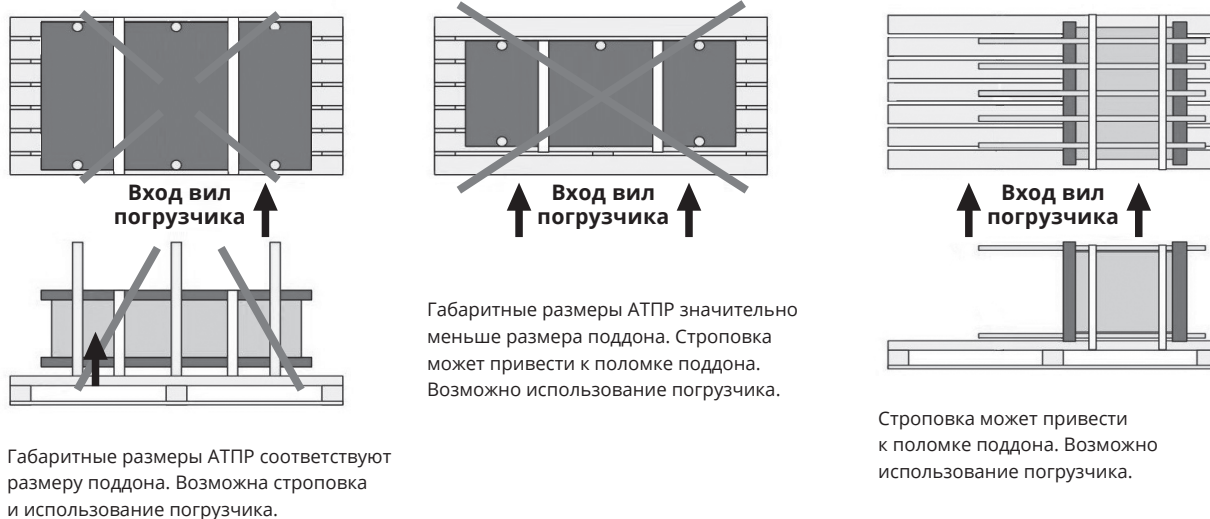 Вход вил
погрузчика
Габаритные размеры АТПР соответствуют
размеру поддона. Возможна строповка
и использование погрузчика.
Вход вил
погрузчика
Габаритные размеры АТПР значительно
меньше размера поддона. Строповка
может привести к поломке поддона.
Возможно использование погрузчика.
Вход вил
погрузчика
Строповка может привести
к поломке поддона. Возможно
использование погрузчика.